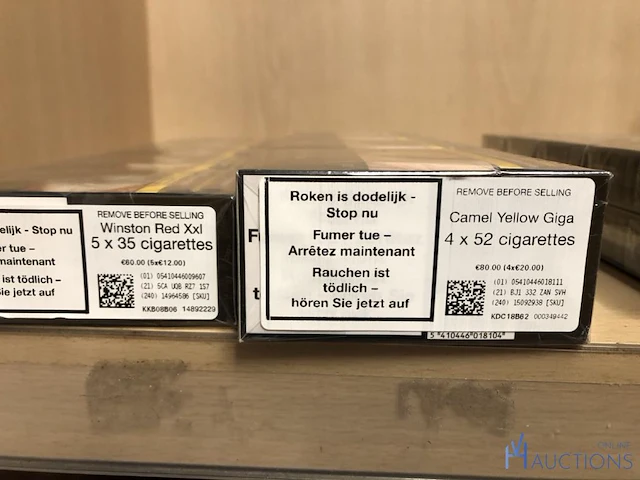 elijk - Stop nu
er tue –
maintenant
ist tödlich –
e jetzt auf
REMOVE BEFORE SELLING
Winston Red Xxl
5 x 35 cigarettes
€60.00 (5x€12.00)
(01) 05410446009607
(21) 5CA UQB RZ7 1S7
(240) 14964586 [SKU]
KKB08B06 14892229
Roken is dodelijk -
Stop nu
Fumer tue –
Arrêtez maintenant
Rauchen ist
tödlich –
hören Sie jetzt auf
REMOVE BEFORE SELLING
Camel Yellow Giga
4 x 52 cigarettes
€80.00 (4x€20.00)
(01) 05410446018111
(21) BJ1 332 ZAN SVH
(240) 15092938 [SKU]
KDC18B62 000349442
5 410446 018104
ONLINE
AUCTIONS